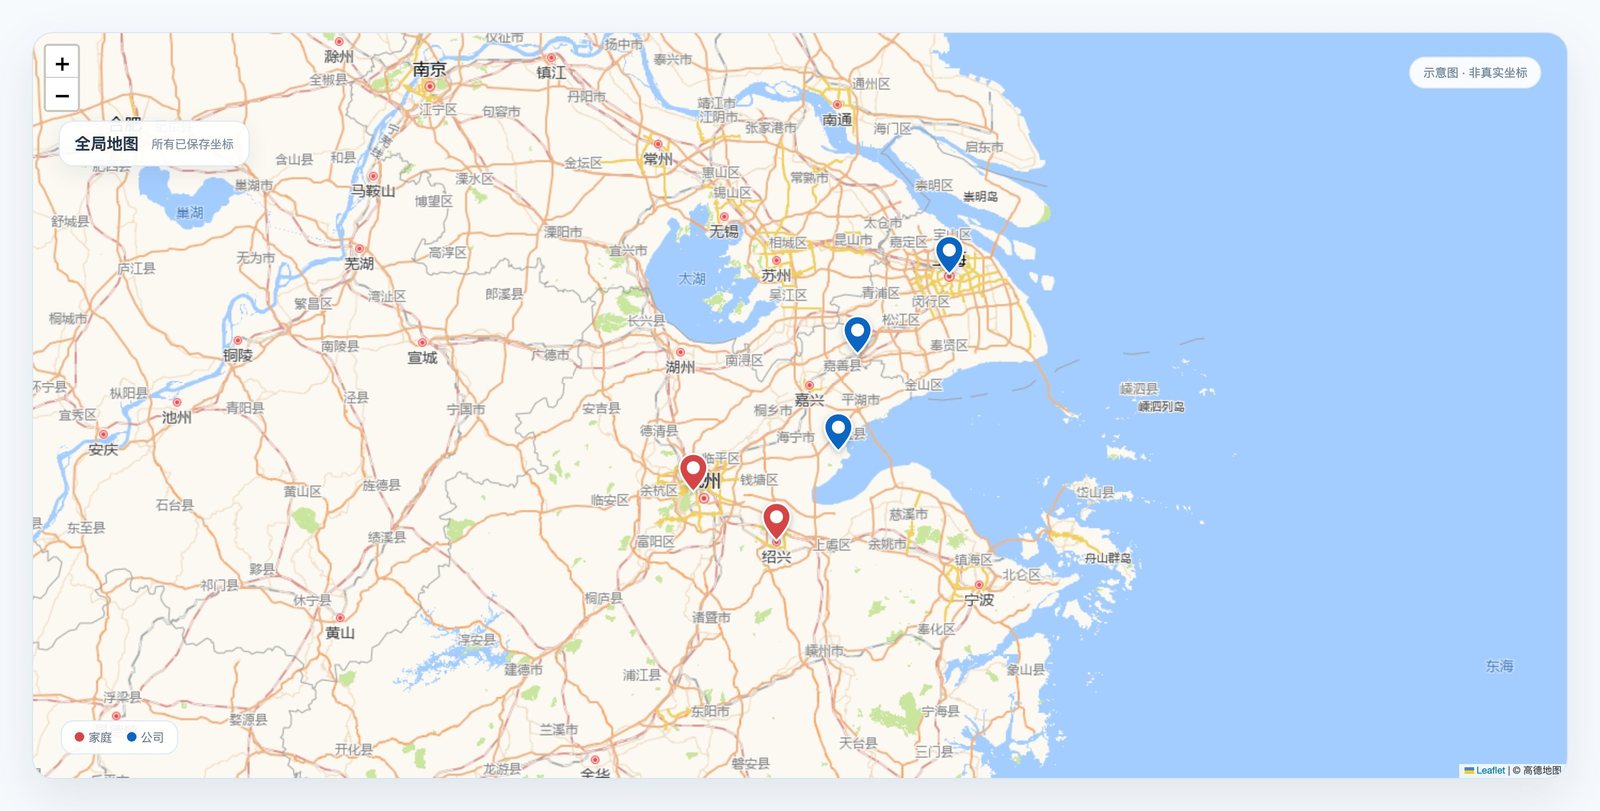 仪征市
扬中市
泰兴市
+
滁州
南京
镇江
示意图 · 非真实坐标
全椒县
丹阳市
通州区
−
江宁区
句容市
靖江市
江阴市
南通
张家港市
海门区
全局地图 所有已保存坐标
启东市
含山县
和县
金坛区
常州
惠山区
常熟市
巢湖市
马鞍山
溧水区
锡山区
崇明区
崇明岛
博望区
巢湖
舒城县
溧阳市
无锡
太仓市
宝山区
无为市
高淳区
宜兴市
相城区
昆山市
嘉定区
庐江县
芜湖
太湖
苏州
繁昌区
湾沚区
郎溪县
吴江区
青浦区
闵行区
桐城市
长兴县
松江区
铜陵
南陵县
宣城
广德市
湖州
南浔区
嘉善县
奉贤区
怀宁县
枞阳县
泾县
嘉兴
平湖市
金山区
嵊泗县
嵊泗列岛
宜秀区
池州
青阳县
宁国市
安吉县
桐乡市
安庆
德清县
海宁市
临平区
石台县
黄山区
旌德县
临安区
余杭区
州
钱塘区
岱山县
东至县
绩溪县
富阳区
绍兴
上虞区
慈溪市
余姚市
镇海区
舟山群岛
黟县
祁门县
休宁县
桐庐县
北仑区
宁波
黄山
淳安县
诸暨市
奉化区
建德市
浦江县
嵊州市
象山县
东海
浮梁县
婺源县
兰溪市
东阳市
宁海县
家庭 公司
开化县
龙游县
金华
磐安县
天台县
三门县
Leaflet | © 高德地图